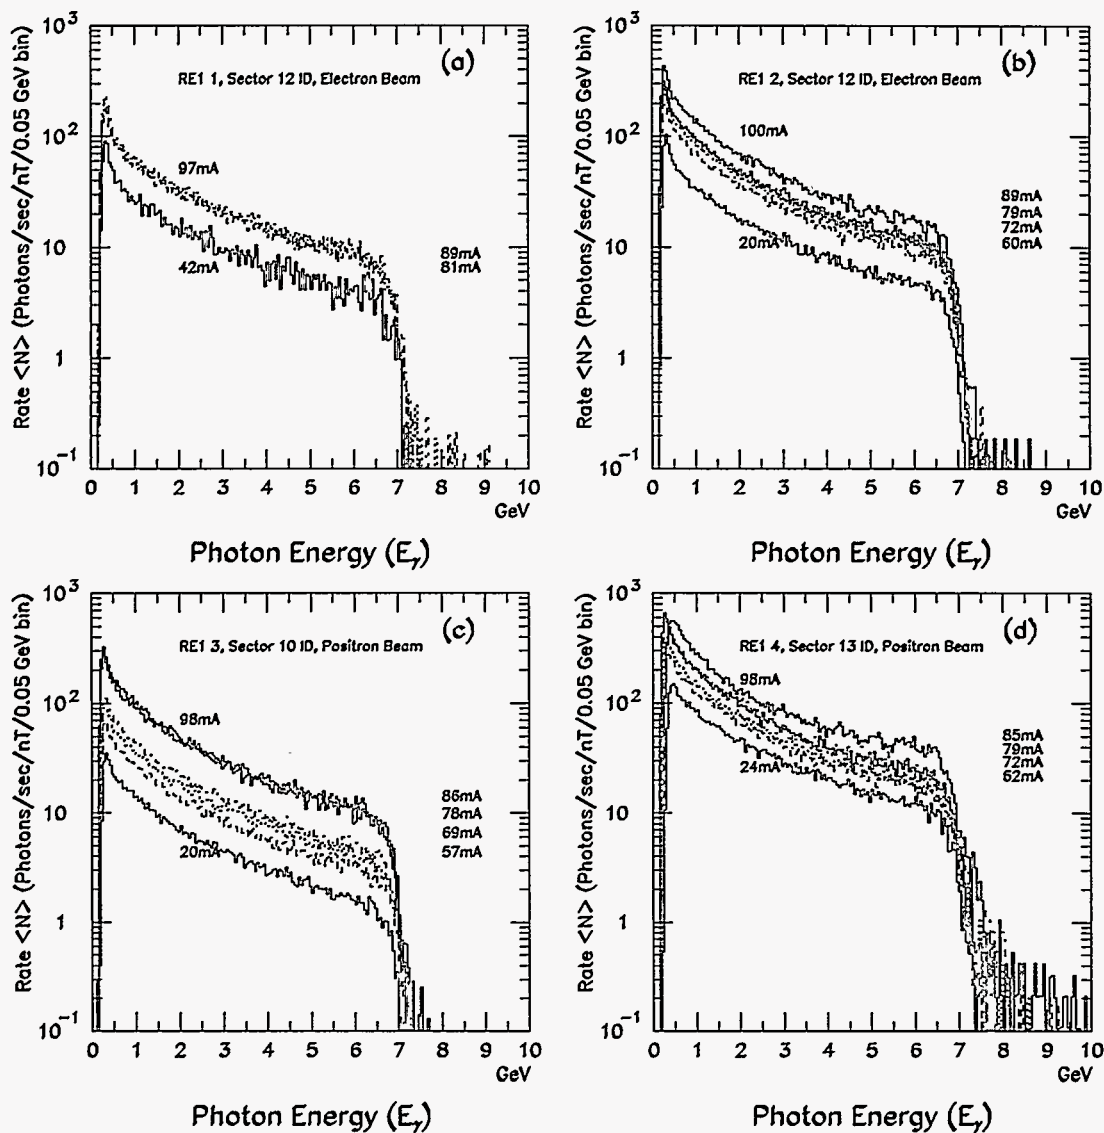 Rate <N> (Photons/sec/nT/0.05 GeV bin)
10³
10²
10
1
10⁻¹
(a)
RE1 1, Sector 12 ID, Electron Beam
97mA
42mA
89mA
81mA
0 1 2 3 4 5 6 7 8 9 10
GeV
Photon Energy (Eγ)
Rate <N> (Photons/sec/nT/0.05 GeV bin)
10³
10²
10
1
10⁻¹
(b)
RE1 2, Sector 12 ID, Electron Beam
100mA
20mA
89mA
79mA
72mA
60mA
0 1 2 3 4 5 6 7 8 9 10
GeV
Photon Energy (Eγ)
Rate <N> (Photons/sec/nT/0.05 GeV bin)
10³
10²
10
1
10⁻¹
(c)
RE1 3, Sector 10 ID, Positron Beam
98mA
20mA
86mA
78mA
69mA
57mA
0 1 2 3 4 5 6 7 8 9 10
GeV
Photon Energy (Eγ)
Rate <N> (Photons/sec/nT/0.05 GeV bin)
10³
10²
10
1
10⁻¹
(d)
RE1 4, Sector 13 ID, Positron Beam
98mA
24mA
85mA
79mA
72mA
62mA
0 1 2 3 4 5 6 7 8 9 10
GeV
Photon Energy (Eγ)